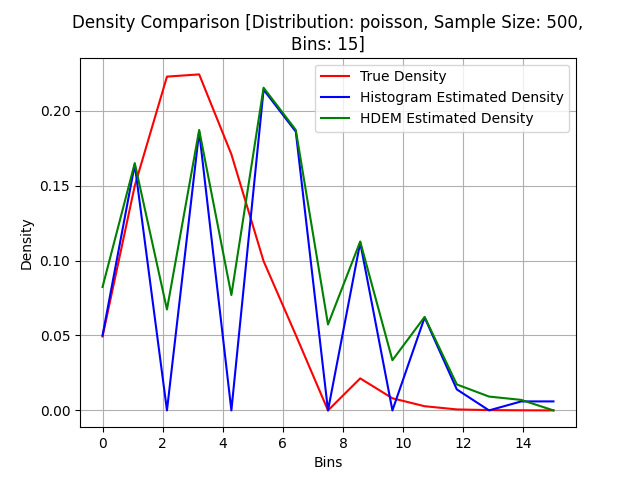 Density Comparison [Distribution: poisson, Sample Size: 500,
Bins: 15]
True Density
Histogram Estimated Density
HDEM Estimated Density
Density
0.20
0.15
0.10
0.05
0.00
0 2 4 6 8 10 12 14
Bins